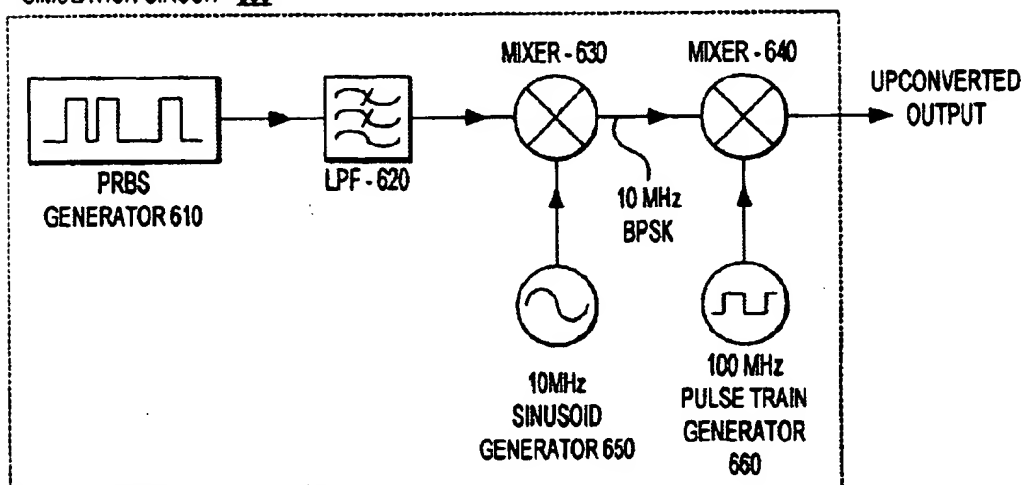 MIXER - 630
MIXER - 640
UPCONVERTED
OUTPUT
PRBS
GENERATOR 610
LPF - 620
10 MHz
BPSK
10MHz
SINUSOID
GENERATOR 650
100 MHz
PULSE TRAIN
GENERATOR
660